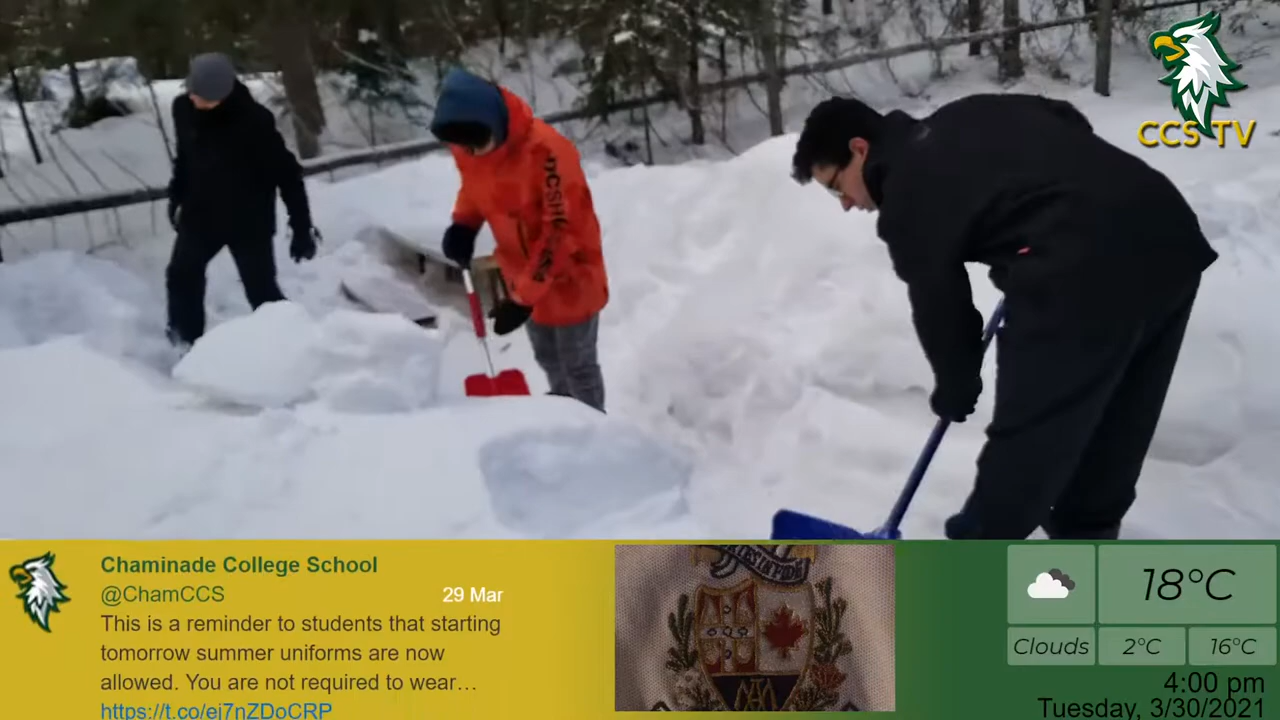 CCS TV
Chaminade College School
@ChamCCS
29 Mar
This is a reminder to students that starting
tomorrow summer uniforms are now
allowed. You are not required to wear…
https://t.co/ej7nZDoCRP
18°C
Clouds
2°C
16°C
4:00 pm
Tuesday, 3/30/2021